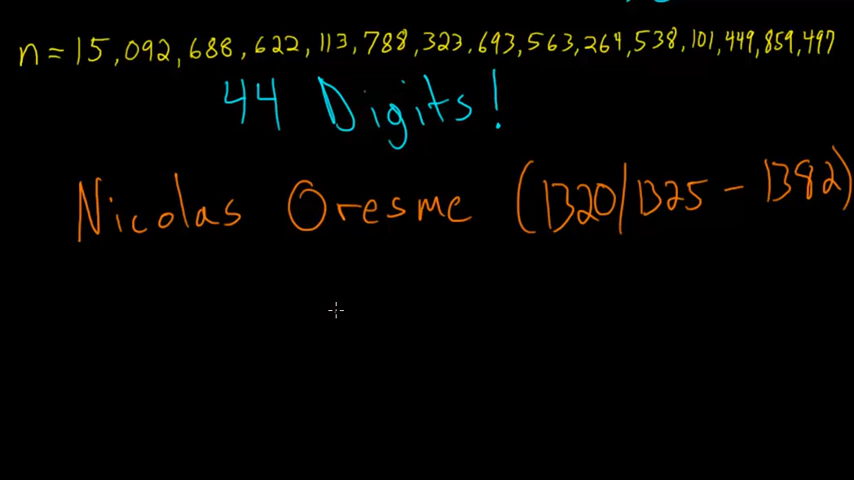 n = 15,092,688,622,113,788,323,693,563,264,538,101,449,859,497
44 Digits!
Nicolas Oresme (1320/1325 - 1382)